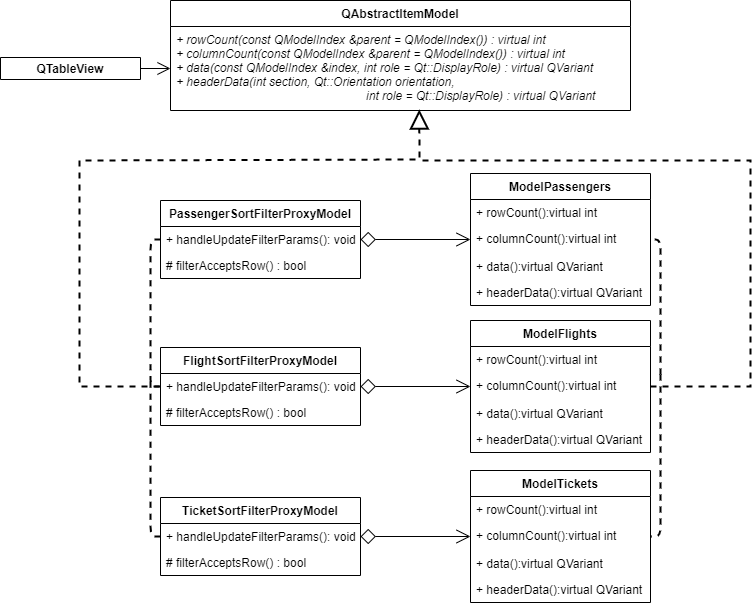 QAbstractItemModel
+ rowCount(const QModelIndex &parent = QModelIndex()) : virtual int
+ columnCount(const QModelIndex &parent = QModelIndex()) : virtual int
+ data(const QModelIndex &index, int role = Qt::DisplayRole) : virtual QVariant
+ headerData(int section, Qt::Orientation orientation,
int role = Qt::DisplayRole) : virtual QVariant
QTableView
PassengerSortFilterProxyModel
+ handleUpdateFilterParams(): void
# filterAcceptsRow() : bool
ModelPassengers
+ rowCount():virtual int
+ columnCount():virtual int
+ data():virtual QVariant
+ headerData():virtual QVariant
FlightSortFilterProxyModel
+ handleUpdateFilterParams(): void
# filterAcceptsRow() : bool
ModelFlights
+ rowCount():virtual int
+ columnCount():virtual int
+ data():virtual QVariant
+ headerData():virtual QVariant
TicketSortFilterProxyModel
+ handleUpdateFilterParams(): void
# filterAcceptsRow() : bool
ModelTickets
+ rowCount():virtual int
+ columnCount():virtual int
+ data():virtual QVariant
+ headerData():virtual QVariant